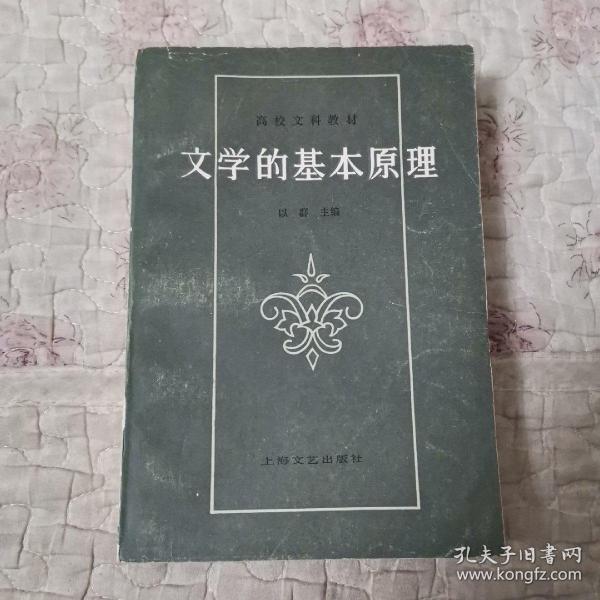 高校文科教材
文学的基本原理
以群 主编
上海文艺出版社
孔夫子旧書网
www.kongfz.com